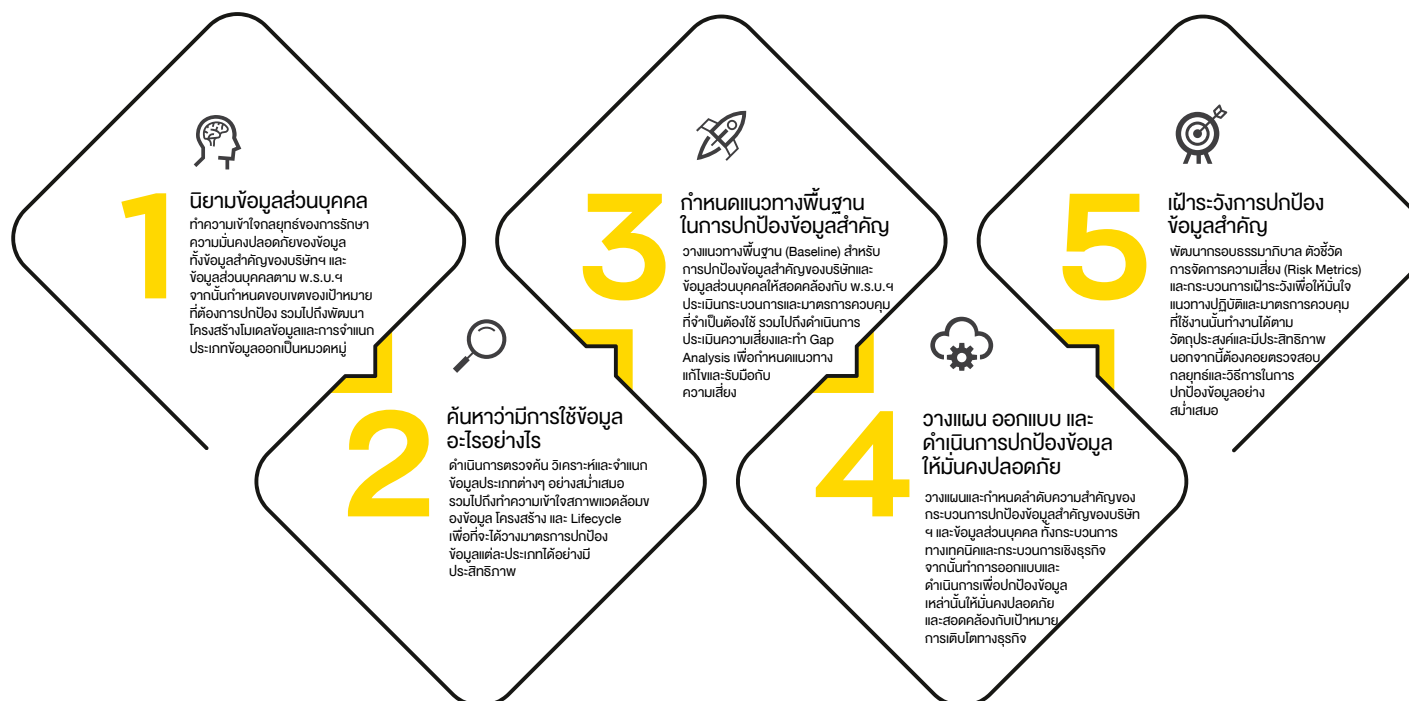 1
นิยามข้อมูลส่วนบุคคล
ทำความเข้าใจกลยุทธ์ของการรักษา
ความมั่นคงปลอดภัยของข้อมูล
ทั้งข้อมูลสำคัญของบริษัทฯ และ
ข้อมูลส่วนบุคคลตาม พ.ร.บ.ฯ
จากนั้นกำหนดขอบเขตของเป้าหมาย
ที่ต้องการปกป้อง รวมไปถึงพัฒนา
โครงสร้างโมเดลข้อมูลและการจำแนก
ประเภทข้อมูลออกเป็นหมวดหมู่
2
ค้นหาว่ามีการใช้ข้อมูล
อะไรอย่างไร
ดำเนินการตรวจค้น วิเคราะห์และจำแนก
ข้อมูลประเภทต่างๆ อย่างสม่ำเสมอ
รวมไปถึงทำความเข้าใจสภาพแวดล้อมข
องข้อมูล โครงสร้าง และ Lifecycle
เพื่อที่จะได้วางมาตรการปกป้อง
ข้อมูลแต่ละประเภทได้อย่างมี
ประสิทธิภาพ
3
กำหนดแนวทางพื้นฐาน
ในการปกป้องข้อมูลสำคัญ
วางแนวทางพื้นฐาน (Baseline) สำหรับ
การปกป้องข้อมูลสำคัญของบริษัทและ
ข้อมูลส่วนบุคคลให้สอดคล้องกับ พ.ร.บ.ฯ
ประเมินกระบวนการและมาตรการควบคุม
ที่จำเป็นต้องใช้ รวมไปถึงดำเนินการ
ประเมินความเสี่ยงและทำ Gap
Analysis เพื่อกำหนดแนวทาง
แก้ไขและรับมือกับ
ความเสี่ยง
4
วางแผน ออกแบบ และ
ดำเนินการปกป้องข้อมูล
ให้มั่นคงปลอดภัย
วางแผนและกำหนดลำดับความสำคัญของ
กระบวนการปกป้องข้อมูลสำคัญของบริษัท
ฯ และข้อมูลส่วนบุคคล ทั้งกระบวนการ
ทางเทคนิคและกระบวนการเชิงธุรกิจ
จากนั้นทำการออกแบบและ
ดำเนินการเพื่อปกป้องข้อมูล
เหล่านั้นให้มั่นคงปลอดภัย
และสอดคล้องกับเป้าหมาย
การเติบโตทางธุรกิจ
5
เฝ้าระวังการปกป้อง
ข้อมูลสำคัญ
พัฒนากรอบธรรมาภิบาล ตัวชี้วัด
การจัดการความเสี่ยง (Risk Metrics)
และกระบวนการเฝ้าระวังเพื่อให้มั่นใจ
แนวทางปฏิบัติและมาตรการควบคุม
ที่ใช้งานนั้นทำงานได้ตาม
วัตถุประสงค์และมีประสิทธิภาพ
นอกจากนี้ต้องคอยตรวจสอบ
กลยุทธ์และวิธีการในการ
ปกป้องข้อมูลอย่าง
สม่ำเสมอ